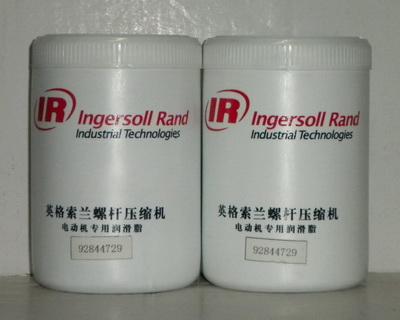 IR Ingersoll Rand
Industrial Technologies
英格索兰螺杆压缩机
电动机专用润滑脂
92844729
IR Ingersoll Rand
Industrial Technologies
英格索兰螺杆压缩机
电动机专用润滑脂
92844729